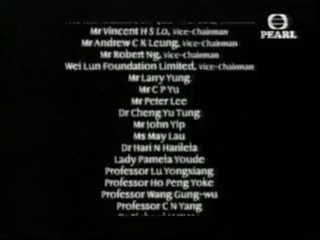 Mr Vincent H S Lo, Vice-Chairman
Mr Andrew C K Leung, Vice-Chairman
Mr Robert Ng, Vice-Chairman
Wei Lun Foundation Limited, Vice-Chairman
PEARL
Mr Larry Yung
Mr C P Yu
Mr Peter Lee
Dr Cheng Yu Tung
Mr John Yip
Ms May Lau
Dr Hari N Harilela
Lady Pamela Youde
Professor Lu Yongxiang
Professor Ho Peng Yoke
Professor Wang Gung-wu
Professor C N Yang